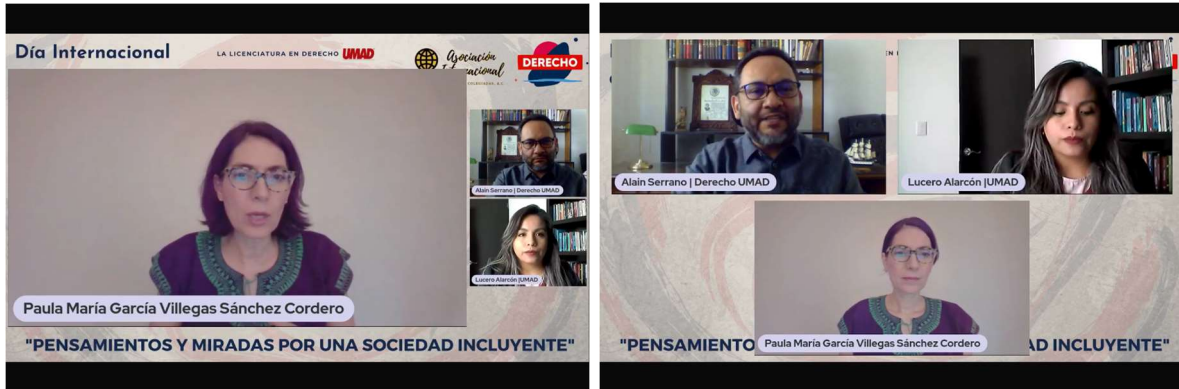 Día Internacional
LA LICENCIATURA EN DERECHO UMAD
Asociación
Internacional
DERECHO
Alain Serrano | Derecho UMAD
Lucero Alarcón |UMAD
Paula María García Villegas Sánchez Cordero
"PENSAMIENTOS Y MIRADAS POR UNA SOCIEDAD INCLUYENTE"
EN
Alain Serrano | Derecho UMAD
Lucero Alarcón |UMAD
Paula María García Villegas Sánchez Cordero
"PENSAMIENTO
AD INCLUYENTE"